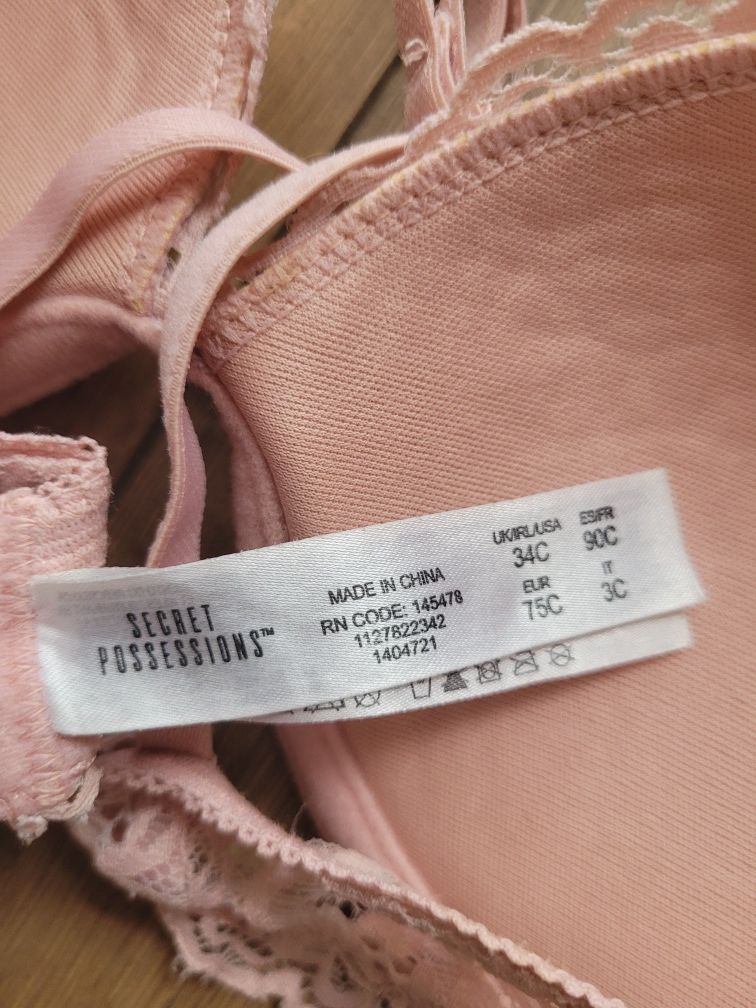 SECRET
POSSESSIONS™
MADE IN CHINA
RN CODE: 145478
1127822342
1404721
UK/IRL/USA
34C
EUR
75C
ES/FR
90C
IT
3C